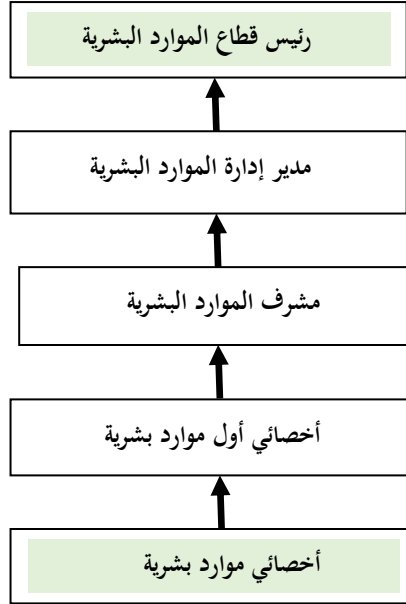 رئيس قطاع الموارد البشرية
مدير إدارة الموارد البشرية
مشرف الموارد البشرية
أخصائي أول موارد بشرية
أخصائي موارد بشرية